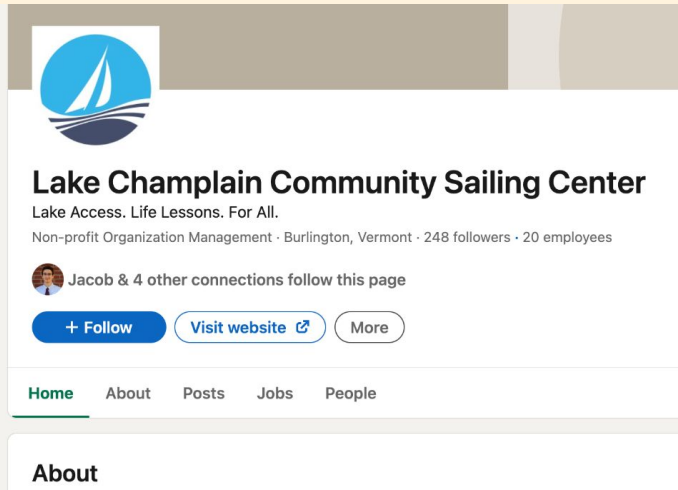 Lake Champlain Community Sailing Center
Lake Access. Life Lessons. For All.
Non-profit Organization Management · Burlington, Vermont · 248 followers · 20 employees
Jacob & 4 other connections follow this page
+ Follow Visit website More
Home About Posts Jobs People
About